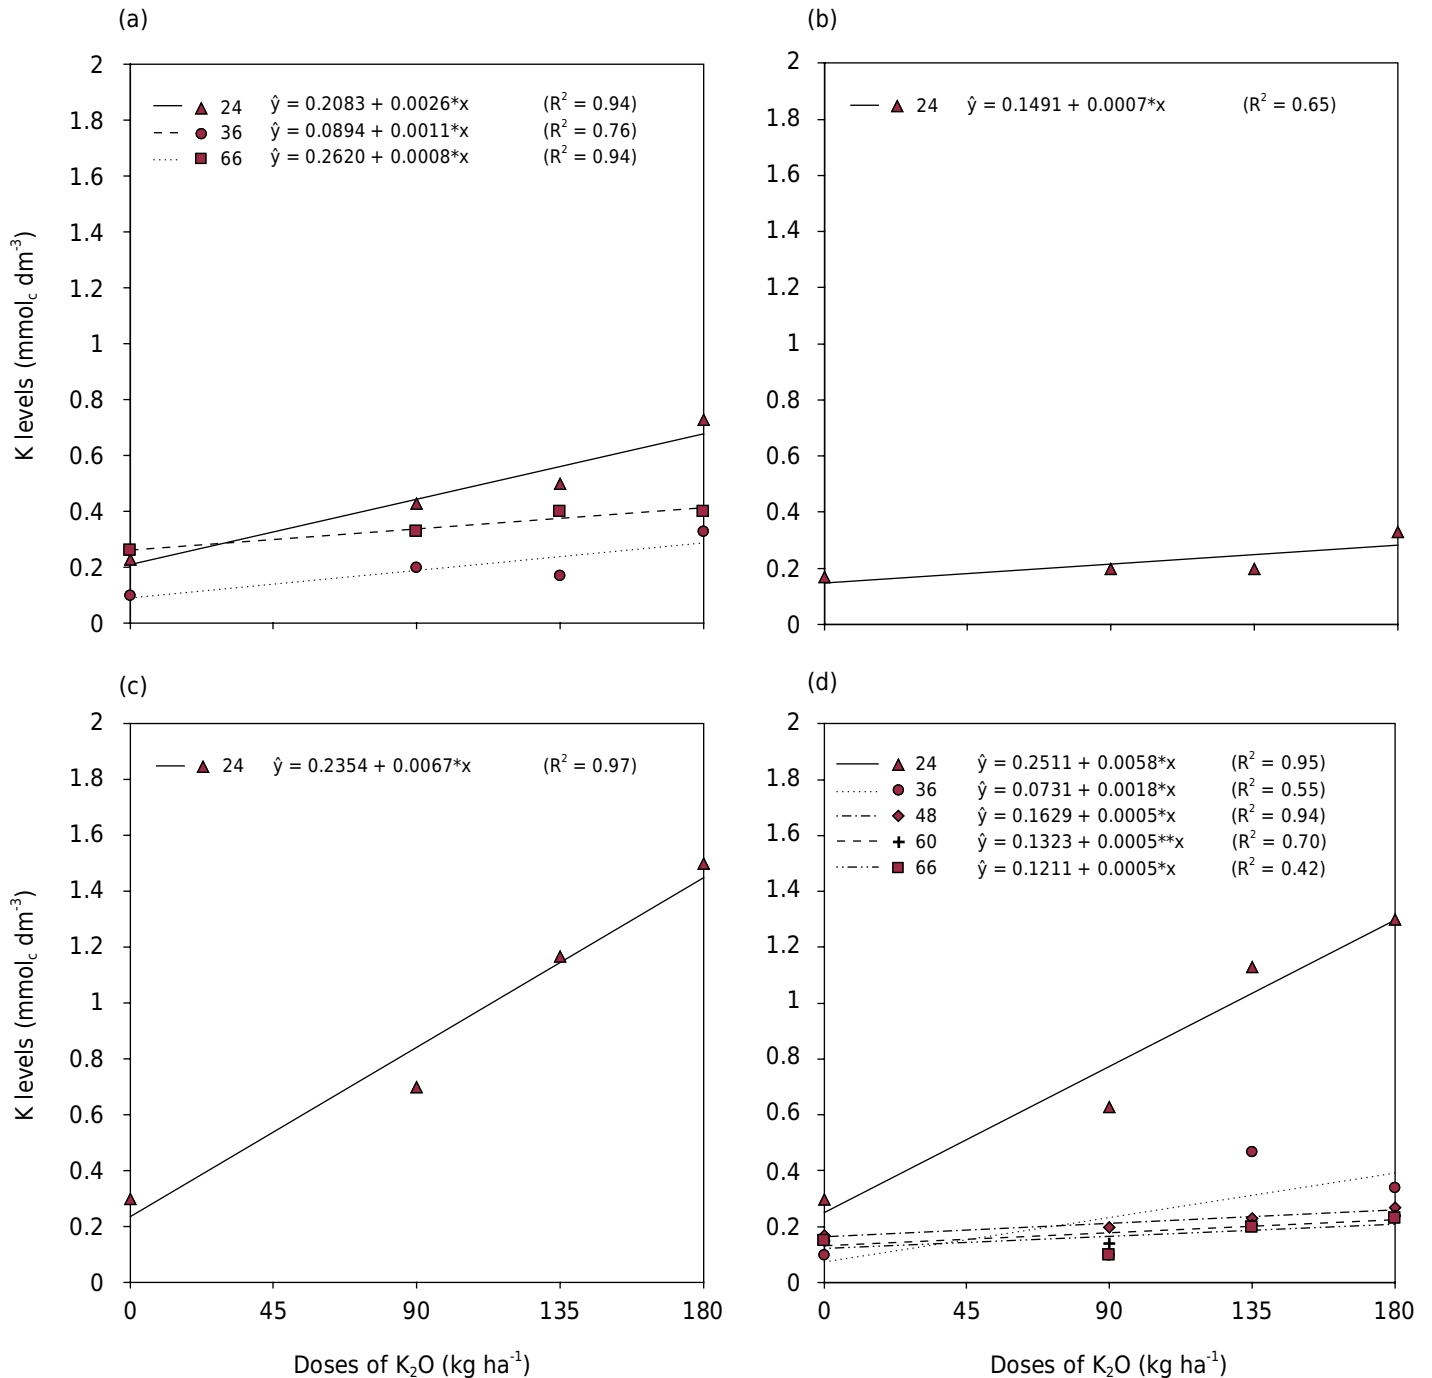 (a)
K levels (mmol_c dm^-3)
2
1.8
1.6
1.4
1.2
1
0.8
0.6
0.4
0.2
0
24 ŷ = 0.2083 + 0.0026*x (R² = 0.94)
36 ŷ = 0.0894 + 0.0011*x (R² = 0.76)
66 ŷ = 0.2620 + 0.0008*x (R² = 0.94)
(b)
2
1.8
1.6
1.4
1.2
1
0.8
0.6
0.4
0.2
0
24 ŷ = 0.1491 + 0.0007*x (R² = 0.65)
(c)
K levels (mmol_c dm^-3)
2
1.8
1.6
1.4
1.2
1
0.8
0.6
0.4
0.2
0
24 ŷ = 0.2354 + 0.0067*x (R² = 0.97)
0 45 90 135 180
Doses of K₂O (kg ha^-1)
(d)
2
1.8
1.6
1.4
1.2
1
0.8
0.6
0.4
0.2
0
24 ŷ = 0.2511 + 0.0058*x (R² = 0.95)
36 ŷ = 0.0731 + 0.0018*x (R² = 0.55)
48 ŷ = 0.1629 + 0.0005*x (R² = 0.94)
60 ŷ = 0.1323 + 0.0005**x (R² = 0.70)
66 ŷ = 0.1211 + 0.0005*x (R² = 0.42)
0 45 90 135 180
Doses of K₂O (kg ha^-1)